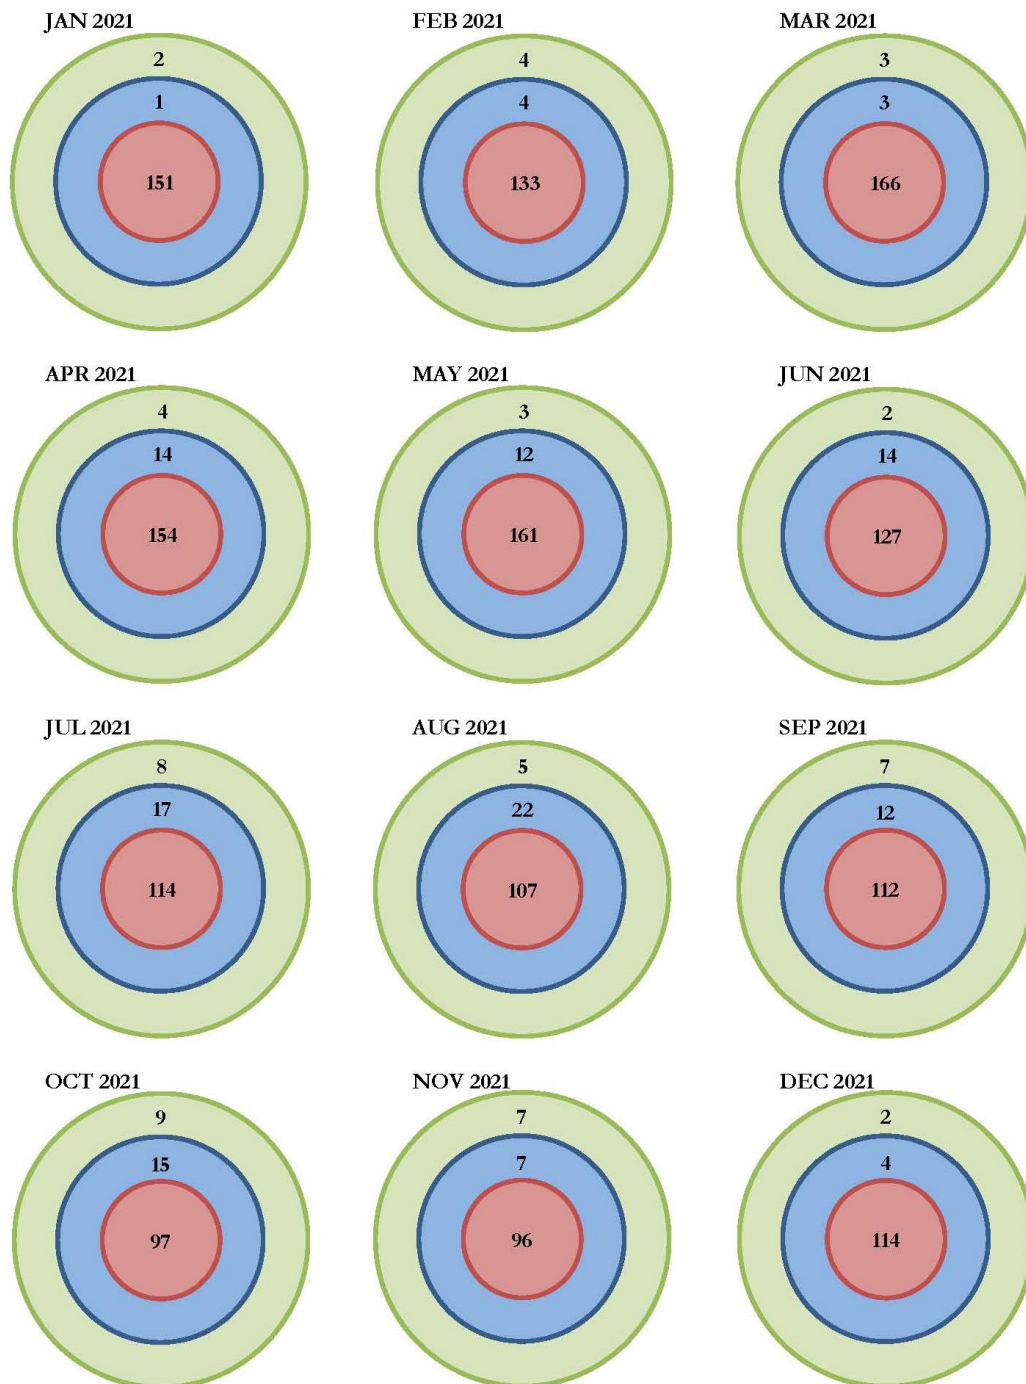 JAN 2021 FEB 2021 MAR 2021
2 4 3
1 4 3
151 133 166
APR 2021 MAY 2021 JUN 2021
4 3 2
14 12 14
154 161 127
JUL 2021 AUG 2021 SEP 2021
8 5 7
17 22 12
114 107 112
OCT 2021 NOV 2021 DEC 2021
9 7 2
15 7 4
97 96 114